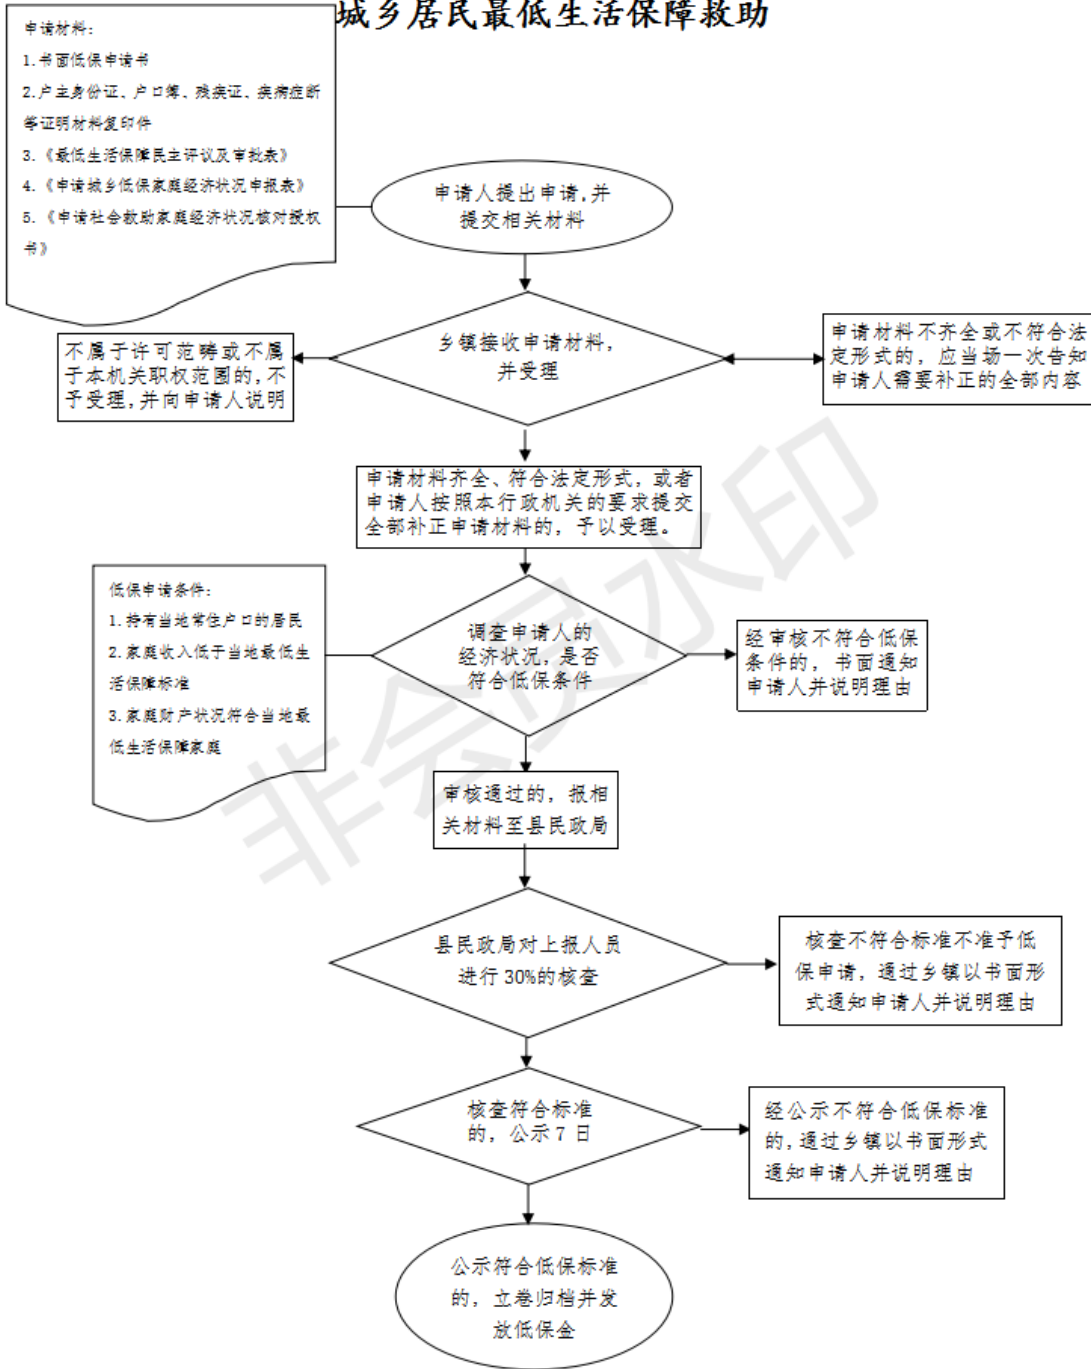 城乡居民最低生活保障救助
申请材料：
1.书面低保申请书
2.户主身份证、户口簿、残疾证、疾病症断
等证明材料复印件
3.《最低生活保障民主评议及审批表》
4.《申请城乡低保家庭经济状况申报表》
5.《申请社会救助家庭经济状况核对授权
书》
申请人提出申请,并
提交相关材料
乡镇接收申请材料，
并受理
不属于许可范畴或不属
于本机关职权范围的,不
予受理,并向申请人说明
申请材料不齐全或不符合法
定形式的，应当场一次告知
申请人需要补正的全部内容
申请材料齐全、符合法定形式，或者
申请人按照本行政机关的要求提交
全部补正申请材料的，予以受理。
低保申请条件：
1.持有当地常住户口的居民
2.家庭收入低于当地最低生
活保障标准
3.家庭财产状况符合当地最
低生活保障家庭
调查申请人的
经济状况，是否
符合低保条件
经审核不符合低保
条件的，书面通知
申请人并说明理由
审核通过的，报相
关材料至县民政局
县民政局对上报人员
进行30%的核查
核查不符合标准不准予低
保申请，通过乡镇以书面形
式通知申请人并说明理由
核查符合标准
的，公示7日
经公示不符合低保标准
的,通过乡镇以书面形式
通知申请人并说明理由
公示符合低保标准
的，立卷归档并发
放低保金
非会员水印